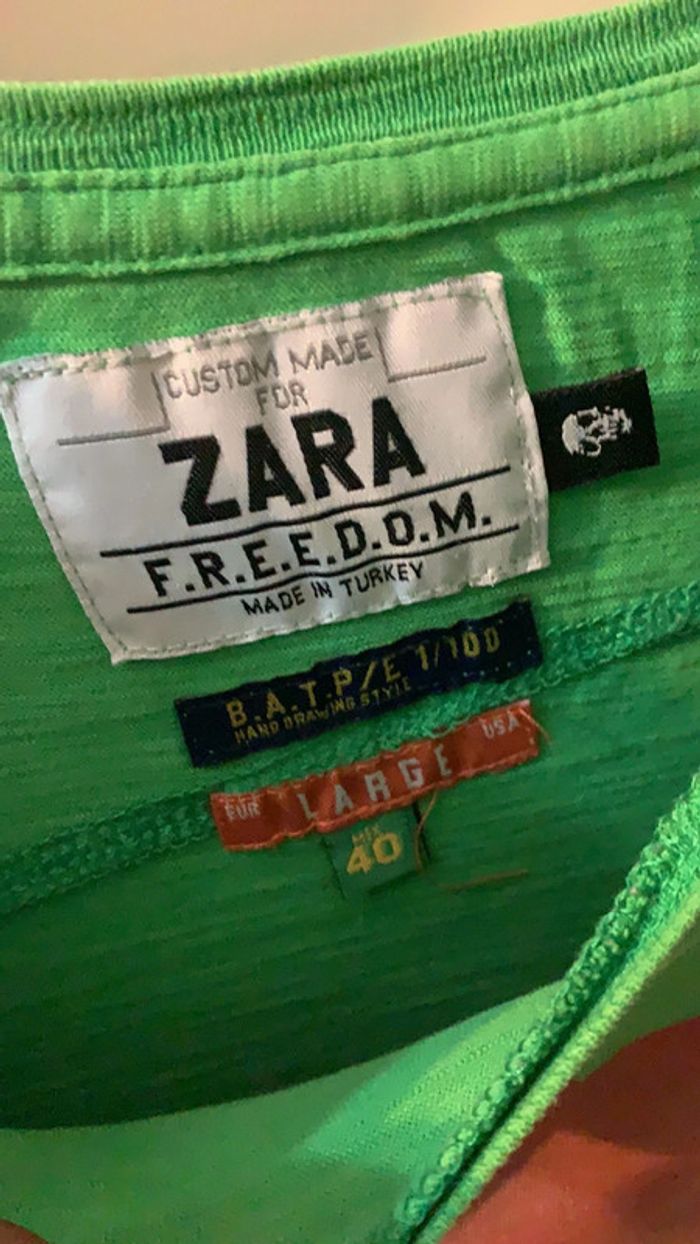 CUSTOM MADE
FOR
ZARA
F.R.E.E.D.O.M.
MADE IN TURKEY
B.A.T.P/E 1/100
HAND DRAWING STYLE
EUR LARGE USA
MEX
40